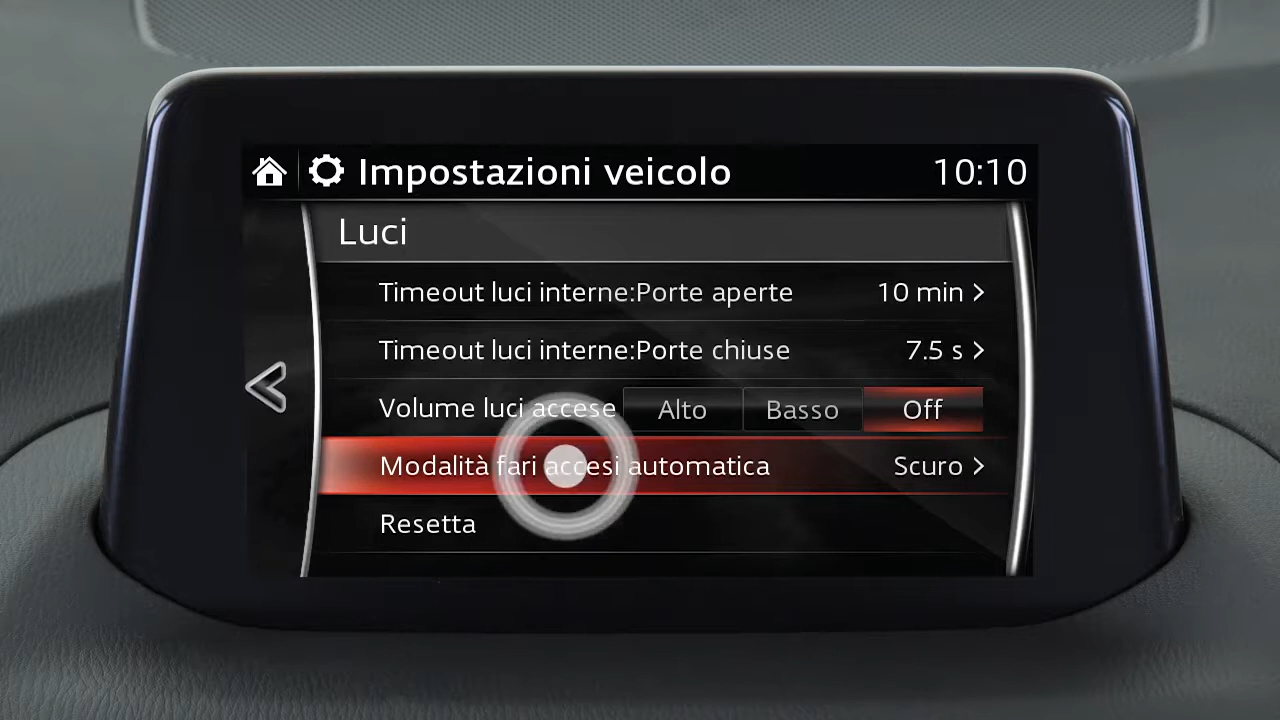 Impostazioni veicolo 10:10
Luci
Timeout luci interne:Porte aperte 10 min
Timeout luci interne:Porte chiuse 7.5 s
Volume luci accese Alto Basso Off
Modalità fari accesi automatica Scuro
Resetta